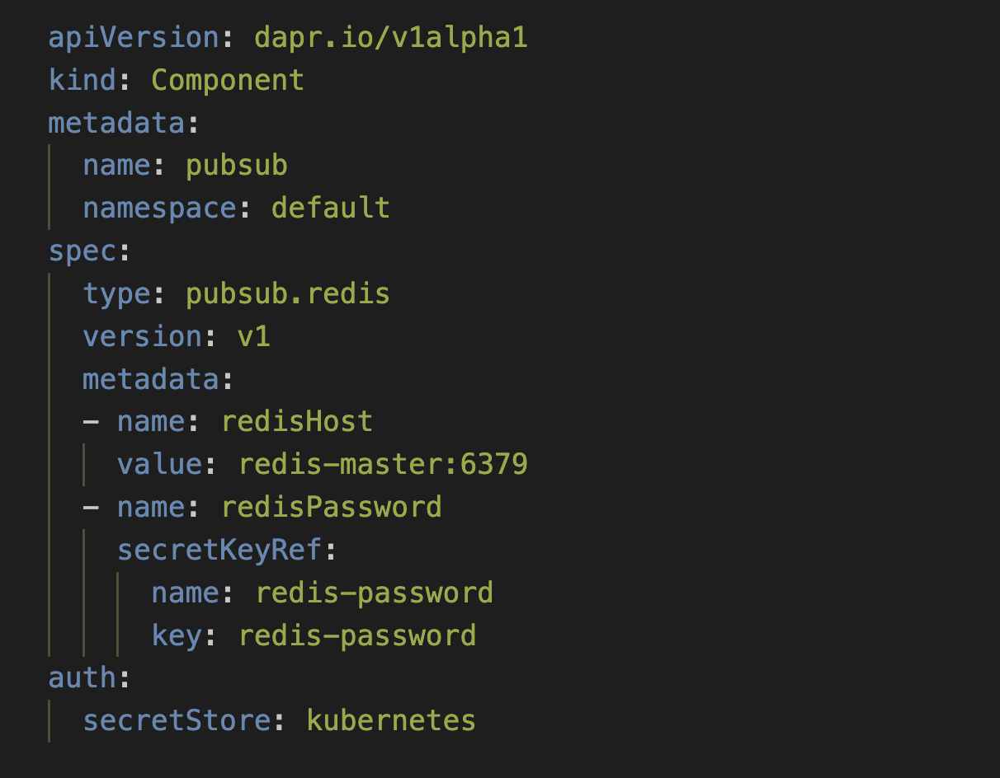 apiVersion: dapr.io/v1alpha1
kind: Component
metadata:
  name: pubsub
  namespace: default
spec:
  type: pubsub.redis
  version: v1
  metadata:
  - name: redisHost
    value: redis-master:6379
  - name: redisPassword
    secretKeyRef:
      name: redis-password
      key: redis-password
auth:
  secretStore: kubernetes